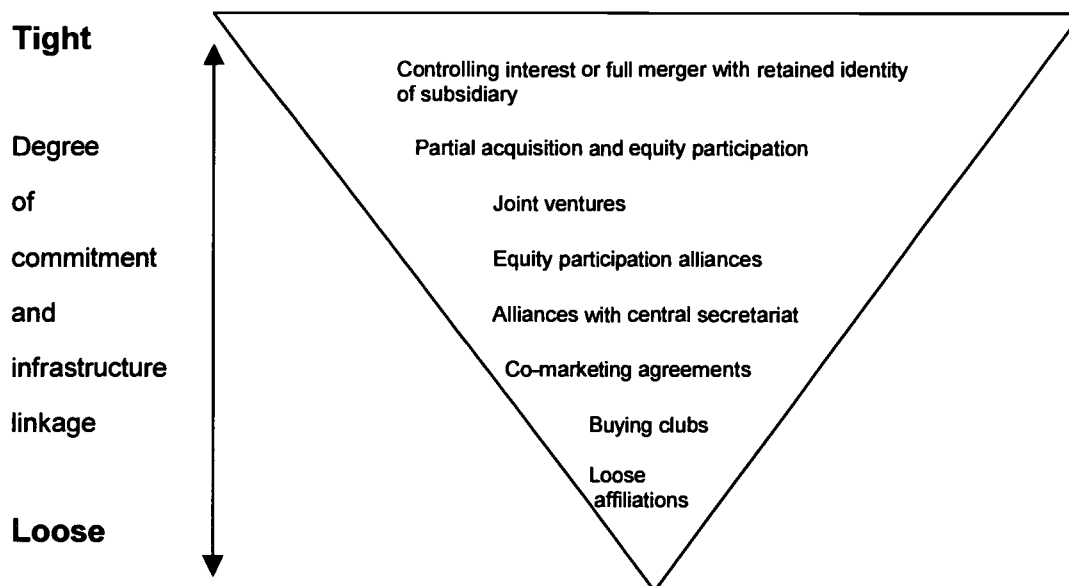 Tight
Controlling interest or full merger with retained identity
of subsidiary
Degree
Partial acquisition and equity participation
of
Joint ventures
commitment
Equity participation alliances
and
Alliances with central secretariat
infrastructure
Co-marketing agreements
linkage
Buying clubs
Loose
affiliations
Loose